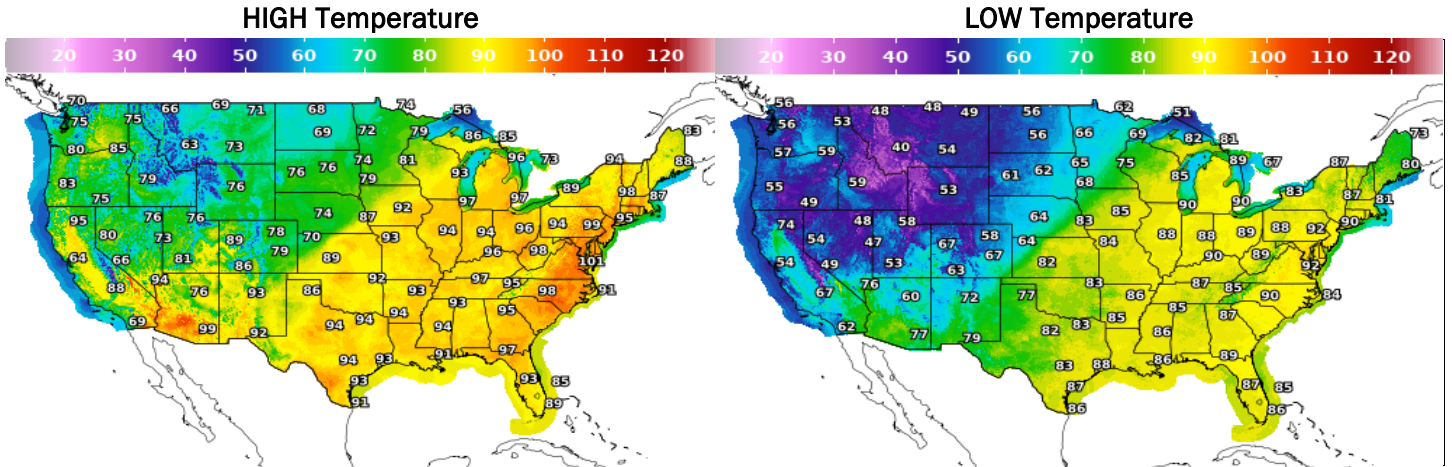 HIGH Temperature
LOW Temperature
20 30 40 50 60 70 80 90 100 110 120
20 30 40 50 60 70 80 90 100 110 120
70 66 69 71 68 74 56
75 75 69 72 79 86 85 83
80 85 63 73 74 81 96 73 94 88
83 79 76 76 76 79 93 89 98 87
75 97 97
95 76 76 74 87 92 95
80 73 89 78 70 93 94 94 96 94 99
64 66 81 86 79 89 96 98 101
88 94 76 93 86 92 93 97 95 98 91
69 99 92 94 94 94 93 94 95
94 93 91 97
93 93 85
91 89
56 48 48 49 56 62 51
56 53 56 66 69 82 81 73
57 59 40 54 65 75 89 67 87 80
55 59 53 61 62 68 85 83 87 81
49 90 90
74 48 58 64 83 85 90
54 47 67 58 64 84 88 88 89 88 92
54 49 53 63 67 82 90 89 92
67 76 60 72 77 83 86 87 85 90 84
62 77 79 82 83 85 86 85 87
83 88 86 89
87 87 85
86 86